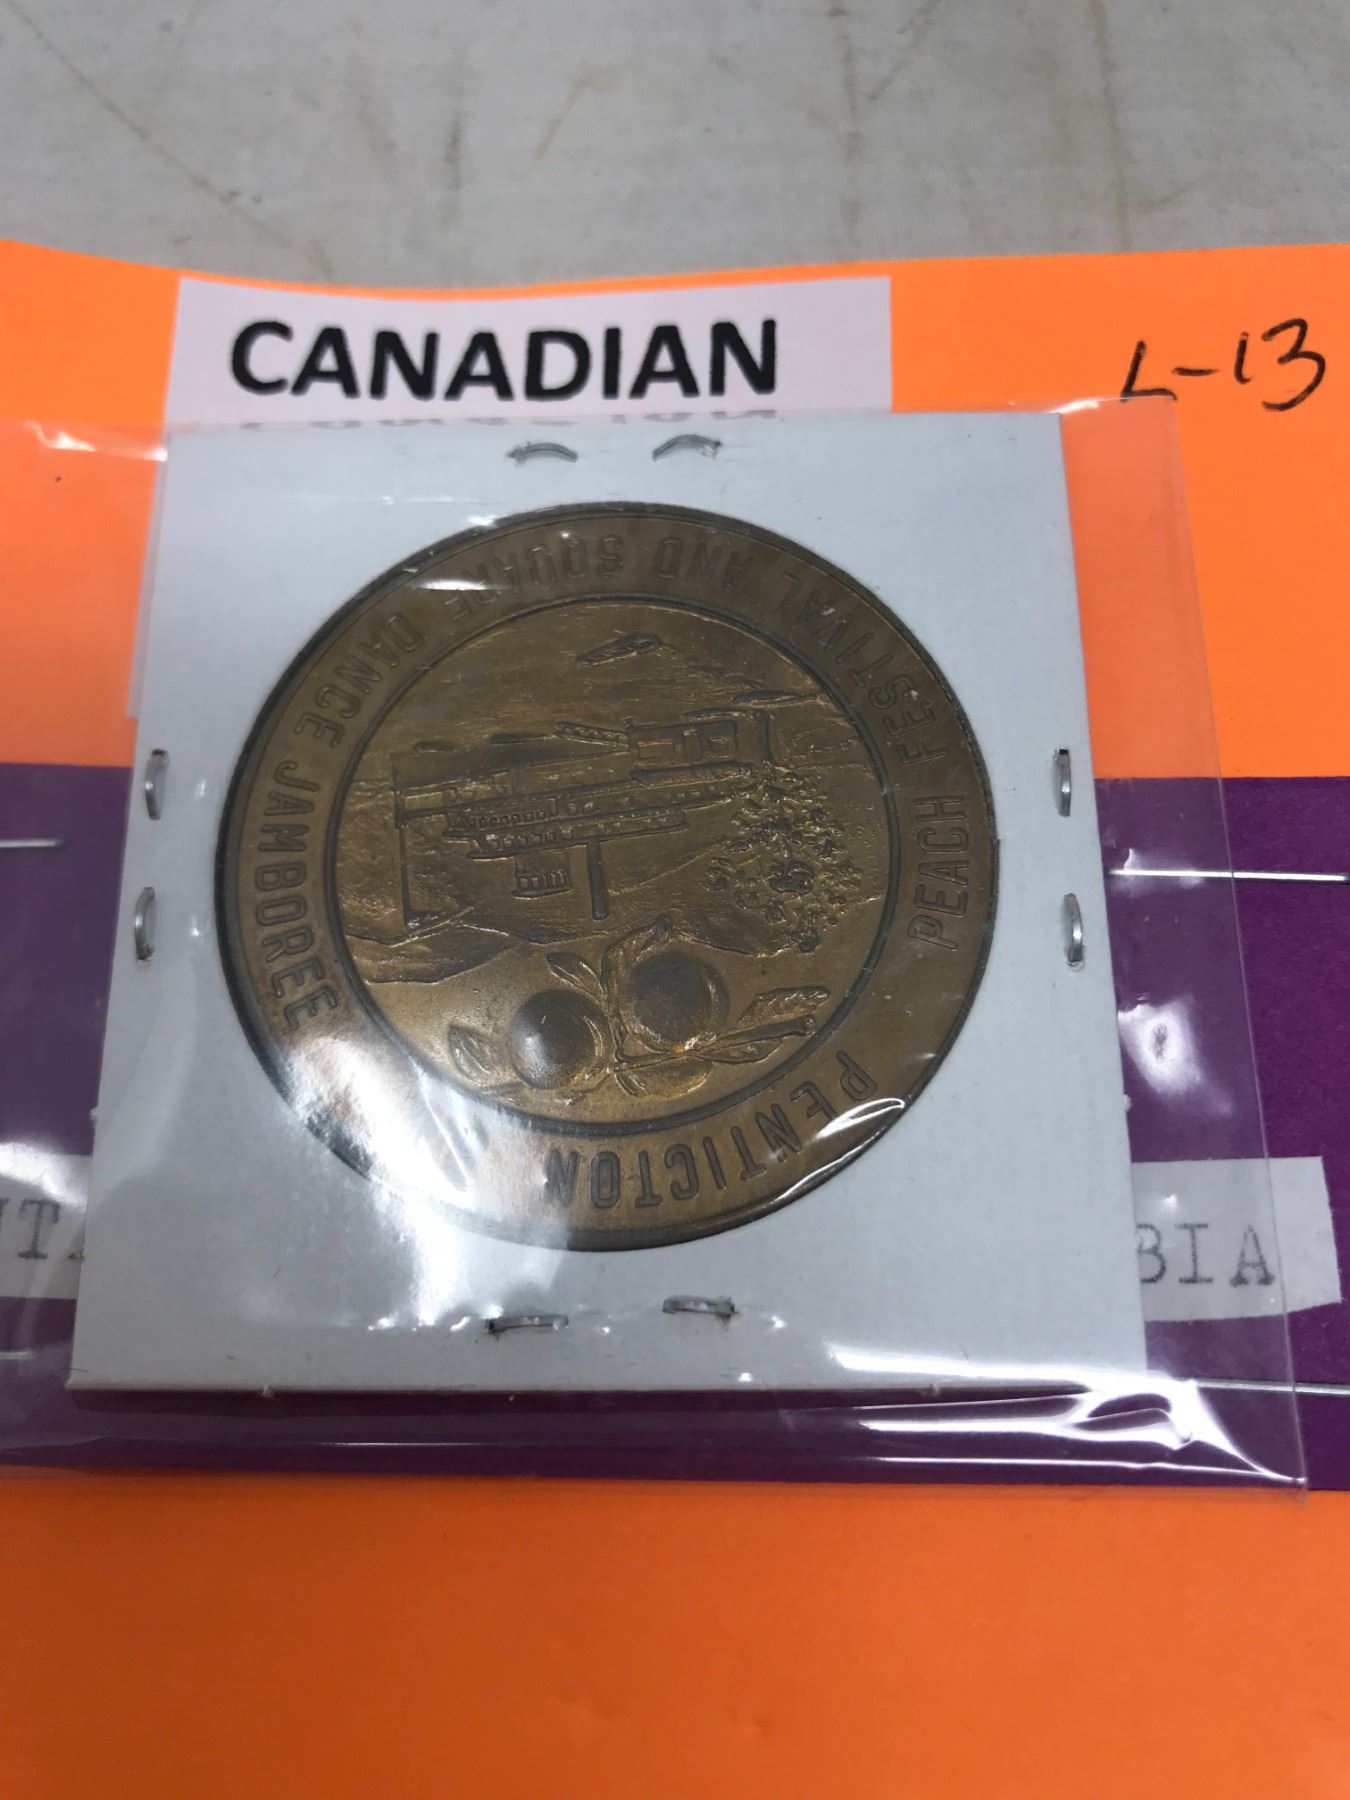 CANADIAN
L-13
PEACH FESTIVAL AND SQUARE DANCE JAMBOREE
PENTICTON
BIA